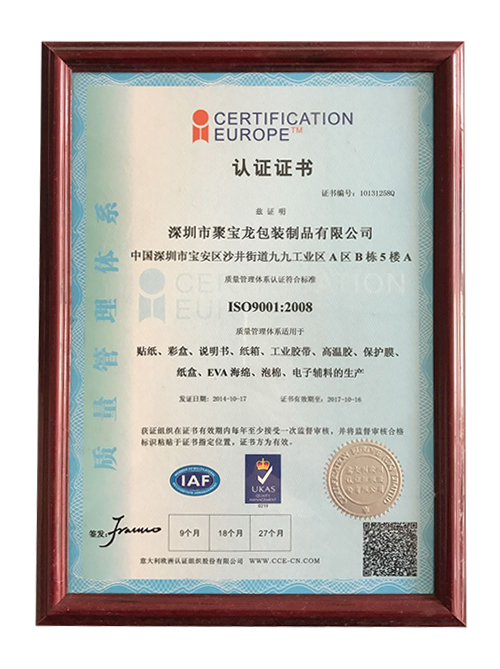 CERTIFICATION
EUROPE™
认证证书
证书编号：10131258Q
兹 证 明
深圳市聚宝龙包装制品有限公司
中国深圳市宝安区沙井街道九九工业区 A 区 B 栋 5 楼 A
质量管理体系认证符合标准
ISO9001:2008
质量管理体系适用于
贴纸、彩盒、说明书、纸箱、工业胶带、高温胶、保护膜、
纸盒、EVA 海绵、泡棉、电子辅料的生产
发证日期：2014-10-17 证书有效期至：2017-10-16
获证组织在证书有效期内每年至少接受一次监督审核，并将监督审核合格
标识粘贴于证书指定位置，证书方为有效。
质量管理体系
CERTIFICATION
EUROPE
IAF
UKAS
QUALITY
MANAGEMENT
签发：
9个月 18个月 27个月
意大利欧洲认证组织股份有限公司 WWW.CCE-CN.COM